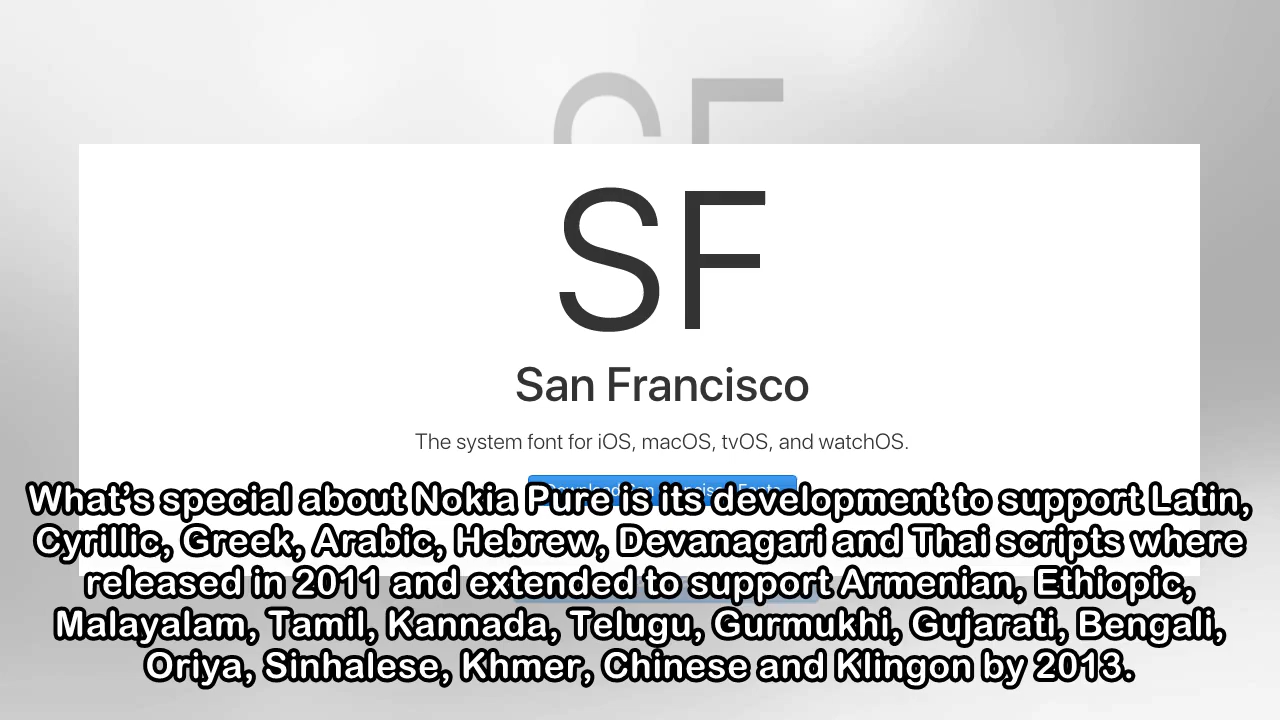 SF
SF
San Francisco
The system font for iOS, macOS, tvOS, and watchOS.
What's special about Nokia Pure is its development to support Latin,
Cyrillic, Greek, Arabic, Hebrew, Devanagari and Thai scripts where
released in 2011 and extended to support Armenian, Ethiopic,
Malayalam, Tamil, Kannada, Telugu, Gurmukhi, Gujarati, Bengali,
Oriya, Sinhalese, Khmer, Chinese and Klingon by 2013.